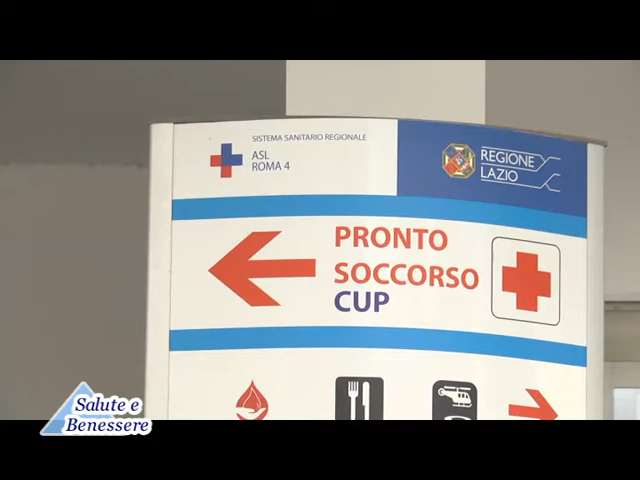 SISTEMA SANITARIO REGIONALE
ASL
ROMA 4
REGIONE
LAZIO
PRONTO
SOCCORSO
CUP
Salute e
Benessere